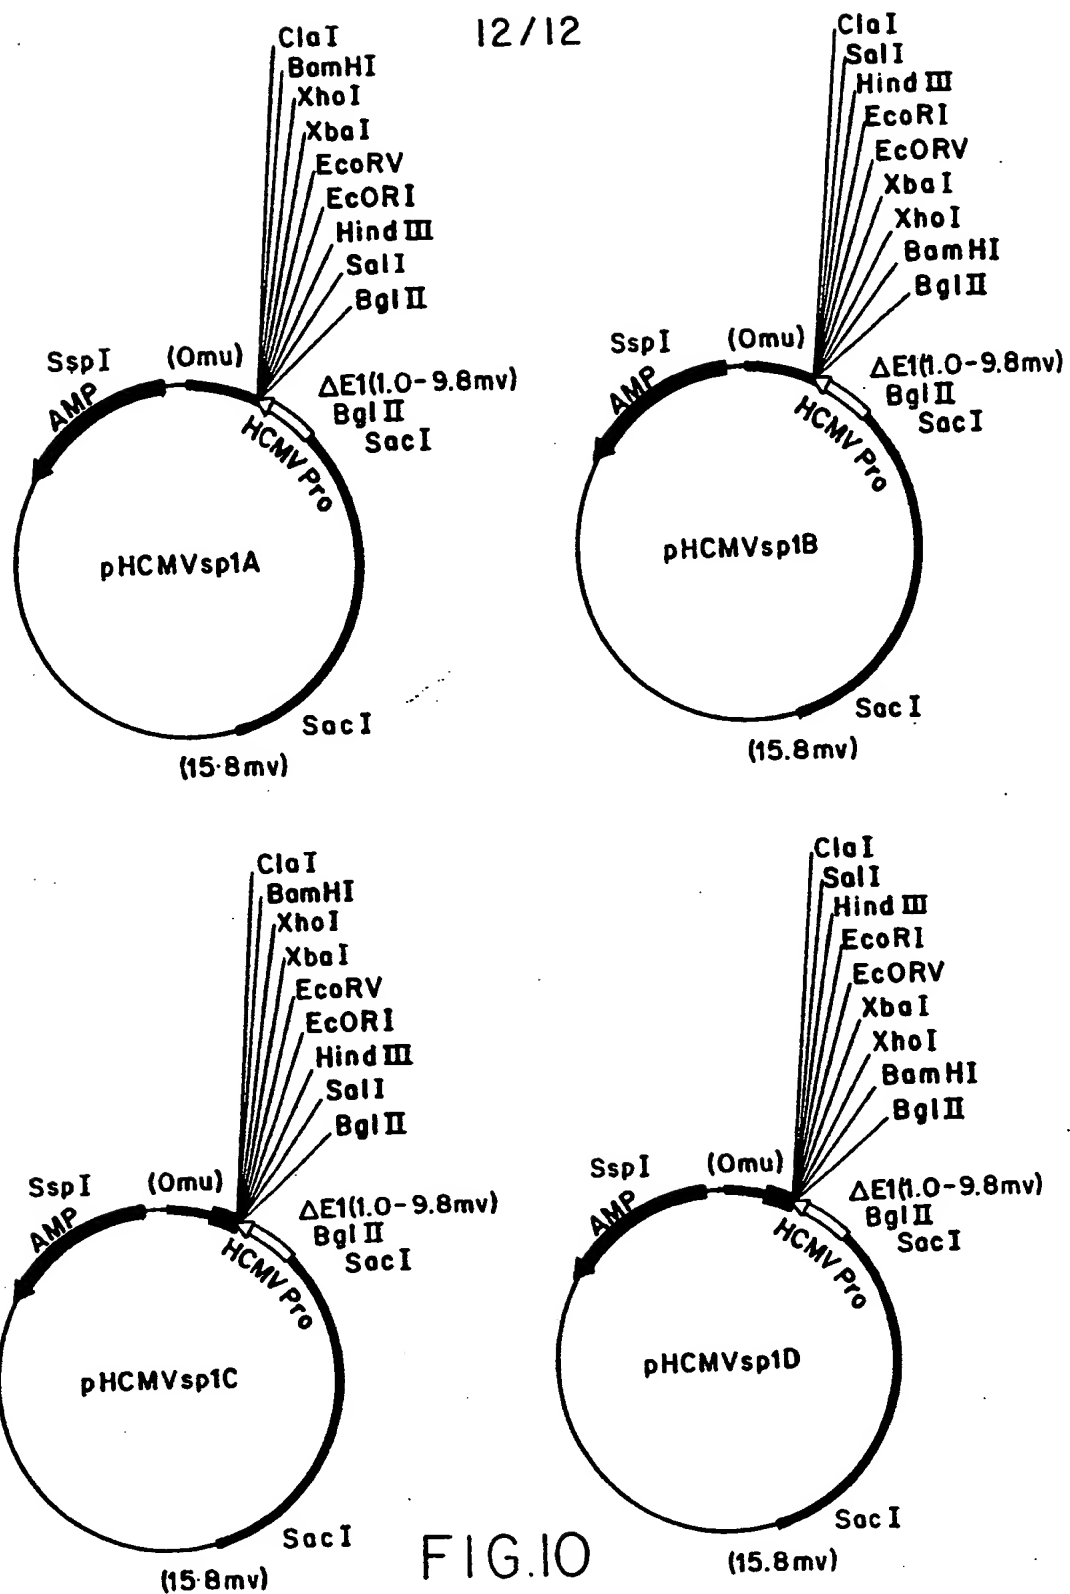 12/12
ClaI
BamHI
XhoI
XbaI
EcoRV
EcORI
Hind III
SalI
BglII
SspI
(Omu)
AMP
ΔE1(1.0-9.8mv)
BglII
SacI
HCMV Pro
pHCMVsp1A
SacI
(15·8mv)
ClaI
SalI
Hind III
EcoRI
EcORV
XbaI
XhoI
BamHI
BglII
SspI
(Omu)
AMP
ΔE1(1.0-9.8mv)
BglII
SacI
HCMV Pro
pHCMVsp1B
SacI
(15.8mv)
ClaI
BamHI
XhoI
XbaI
EcoRV
EcORI
Hind III
SalI
BglII
SspI
(Omu)
AMP
ΔE1(1.0-9.8mv)
BglII
SacI
HCMV Pro
pHCMVsp1C
SacI
(15·8mv)
ClaI
SalI
Hind III
EcoRI
EcORV
XbaI
XhoI
BamHI
BglII
SspI
(Omu)
AMP
ΔE1(1.0-9.8mv)
BglII
SacI
HCMV Pro
pHCMVsp1D
SacI
(15.8mv)
FIG.10